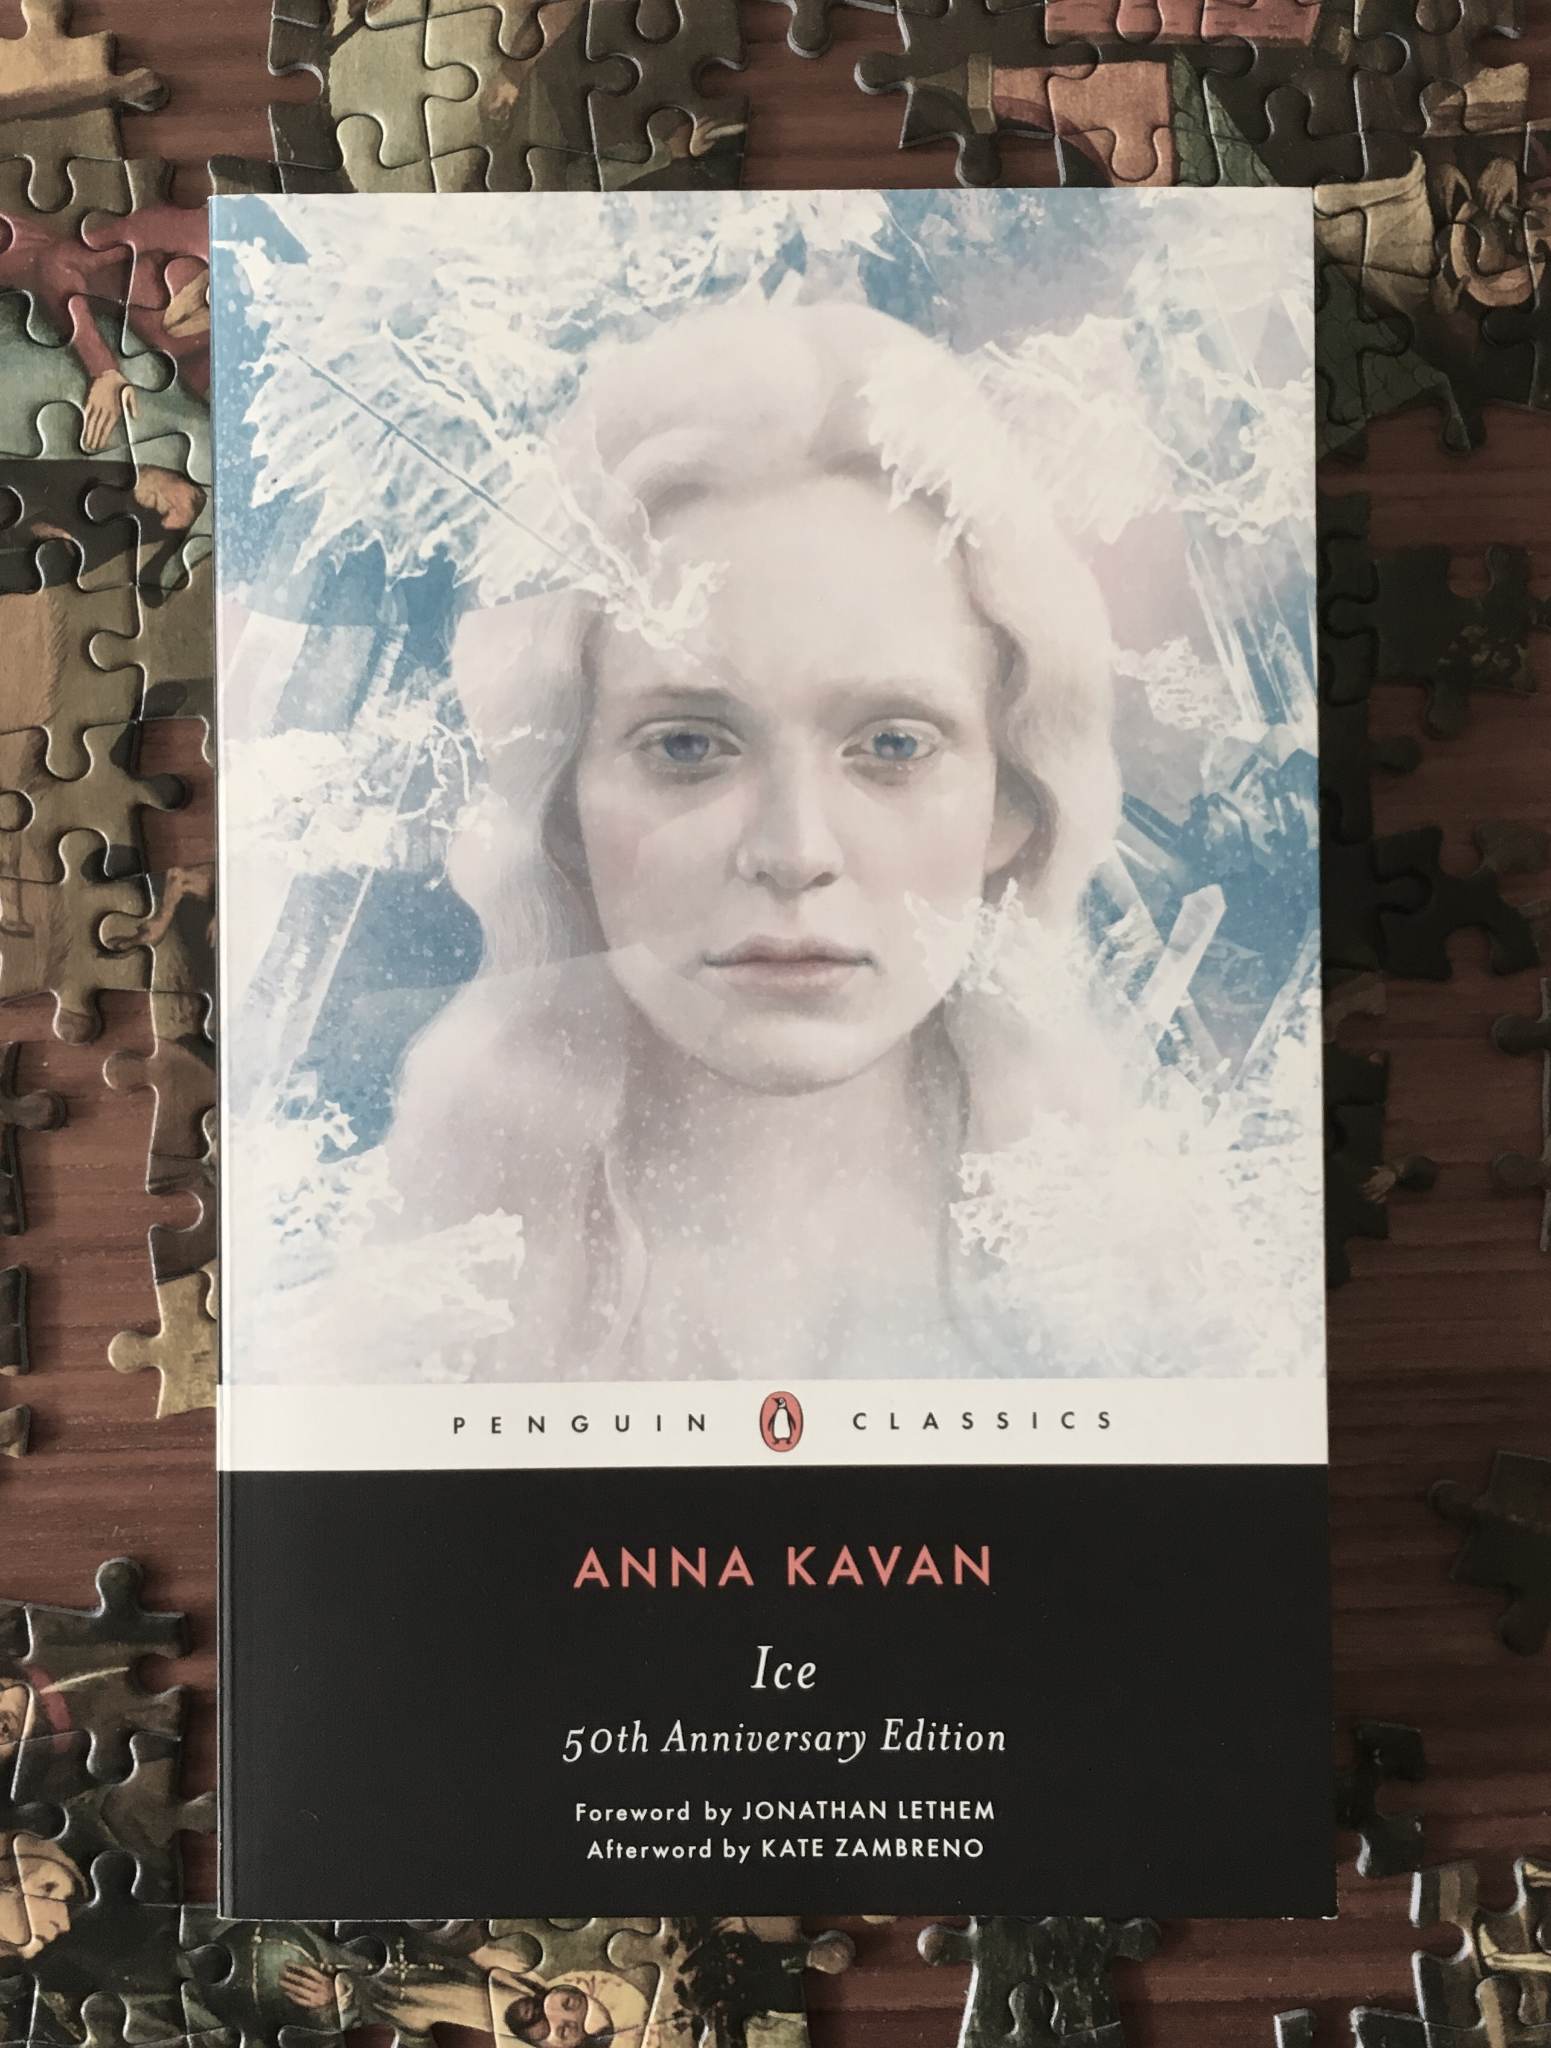 PENGUIN CLASSICS
ANNA KAVAN
Ice
50th Anniversary Edition
Foreword by JONATHAN LETHEM
Afterword by KATE ZAMBRENO